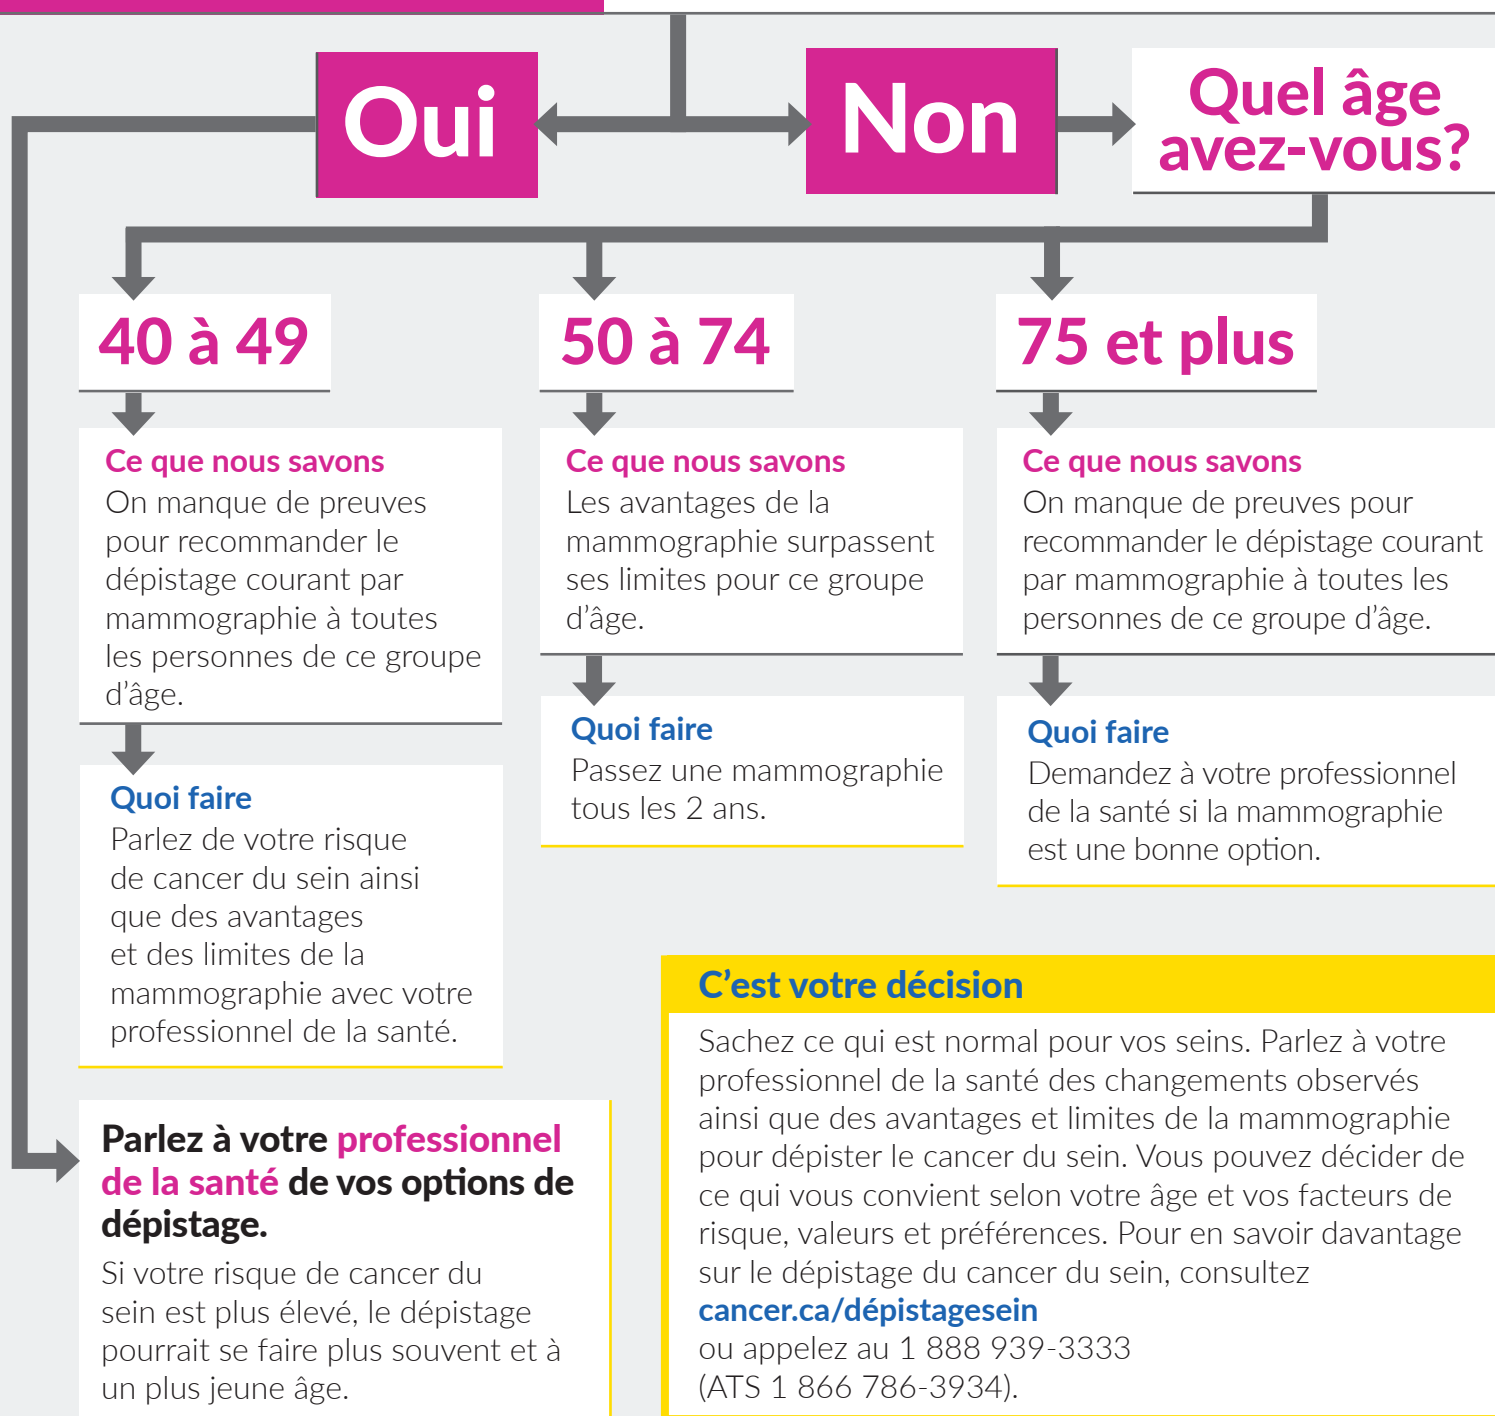 Oui
Non
Quel âge
avez-vous?
40 à 49
Ce que nous savons
On manque de preuves
pour recommander le
dépistage courant par
mammographie à toutes
les personnes de ce groupe
d’âge.
Quoi faire
Parlez de votre risque
de cancer du sein ainsi
que des avantages
et des limites de la
mammographie avec votre
professionnel de la santé.
50 à 74
Ce que nous savons
Les avantages de la
mammographie surpassent
ses limites pour ce groupe
d’âge.
Quoi faire
Passez une mammographie
tous les 2 ans.
75 et plus
Ce que nous savons
On manque de preuves pour
recommander le dépistage courant
par mammographie à toutes les
personnes de ce groupe d’âge.
Quoi faire
Demandez à votre professionnel
de la santé si la mammographie
est une bonne option.
Parlez à votre professionnel
de la santé de vos options de
dépistage.
Si votre risque de cancer du
sein est plus élevé, le dépistage
pourrait se faire plus souvent et à
un plus jeune âge.
C’est votre décision
Sachez ce qui est normal pour vos seins. Parlez à votre
professionnel de la santé des changements observés
ainsi que des avantages et limites de la mammographie
pour dépister le cancer du sein. Vous pouvez décider de
ce qui vous convient selon votre âge et vos facteurs de
risque, valeurs et préférences. Pour en savoir davantage
sur le dépistage du cancer du sein, consultez
cancer.ca/dépistagesein
ou appelez au 1 888 939-3333
(ATS 1 866 786-3934).